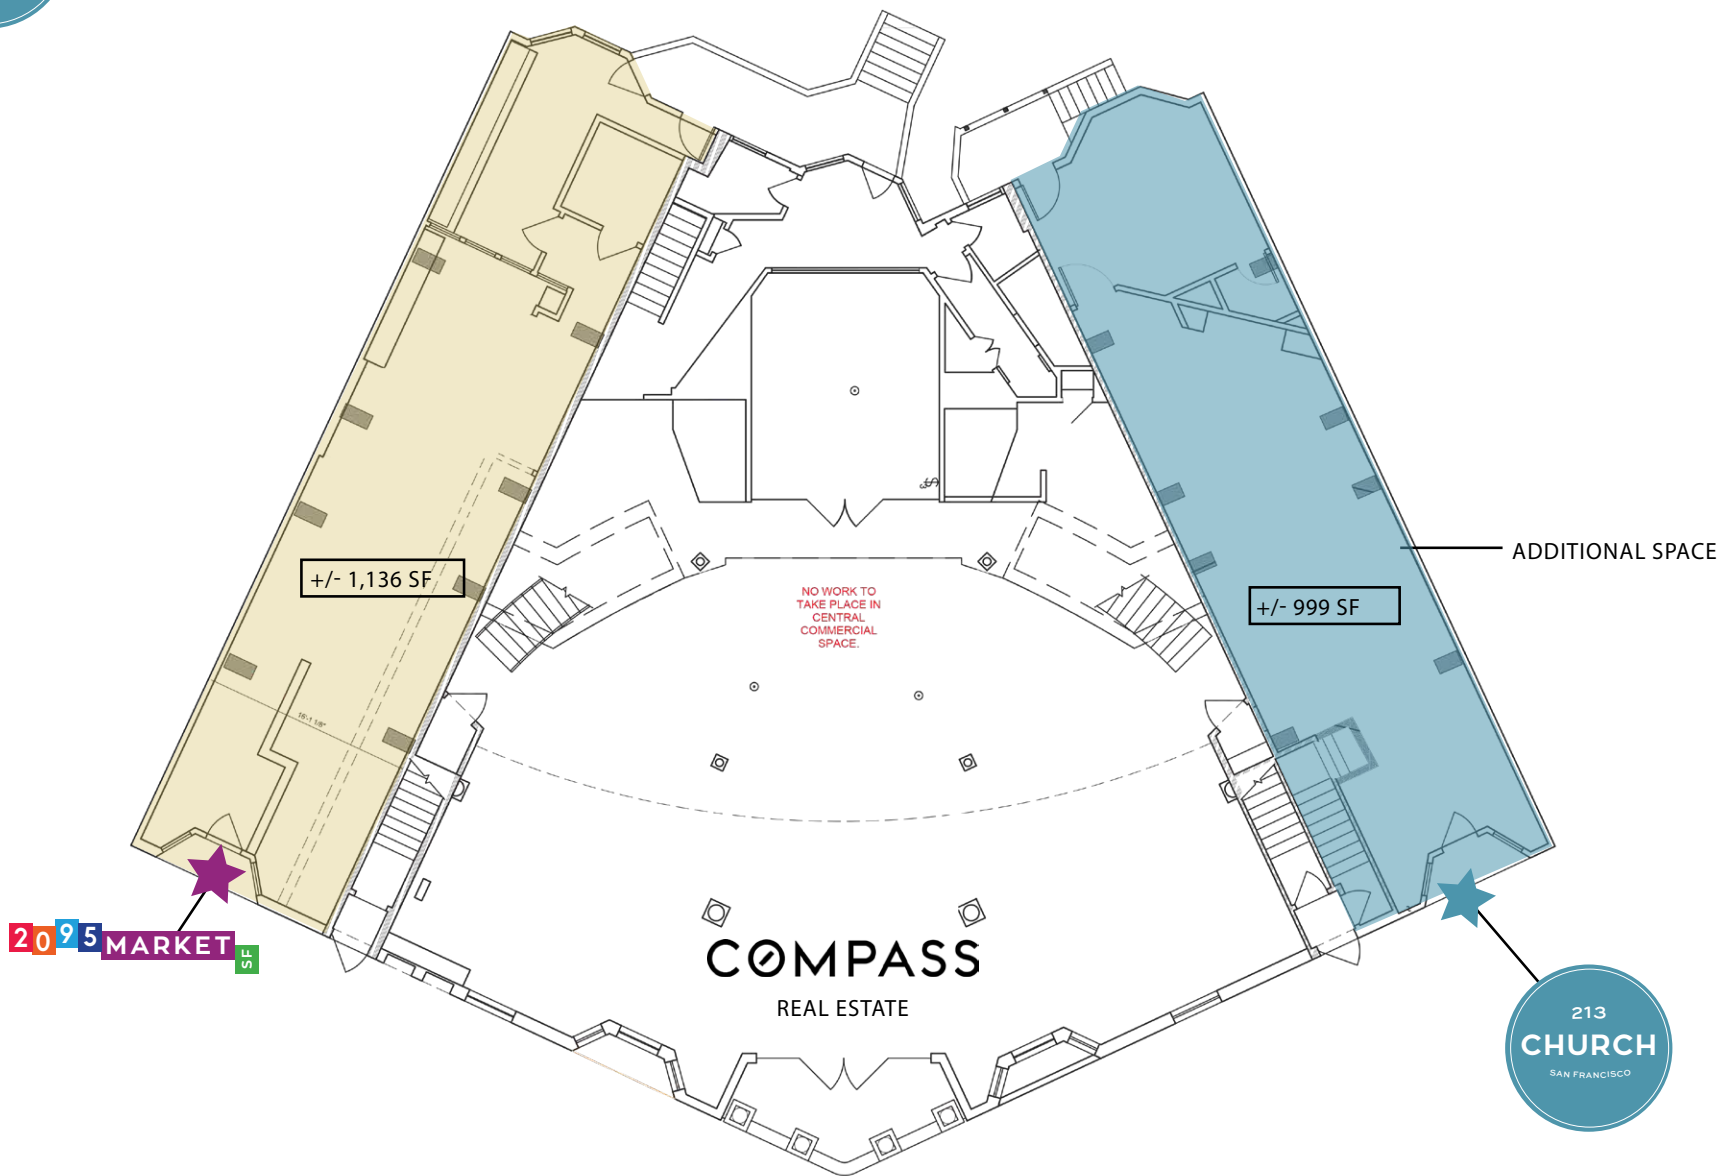 +/- 1,136 SF
NO WORK TO
TAKE PLACE IN
CENTRAL
COMMERCIAL
SPACE.
ADDITIONAL SPACE
+/- 999 SF
2095 MARKET SF
COMPASS
REAL ESTATE
213
CHURCH
SAN FRANCISCO